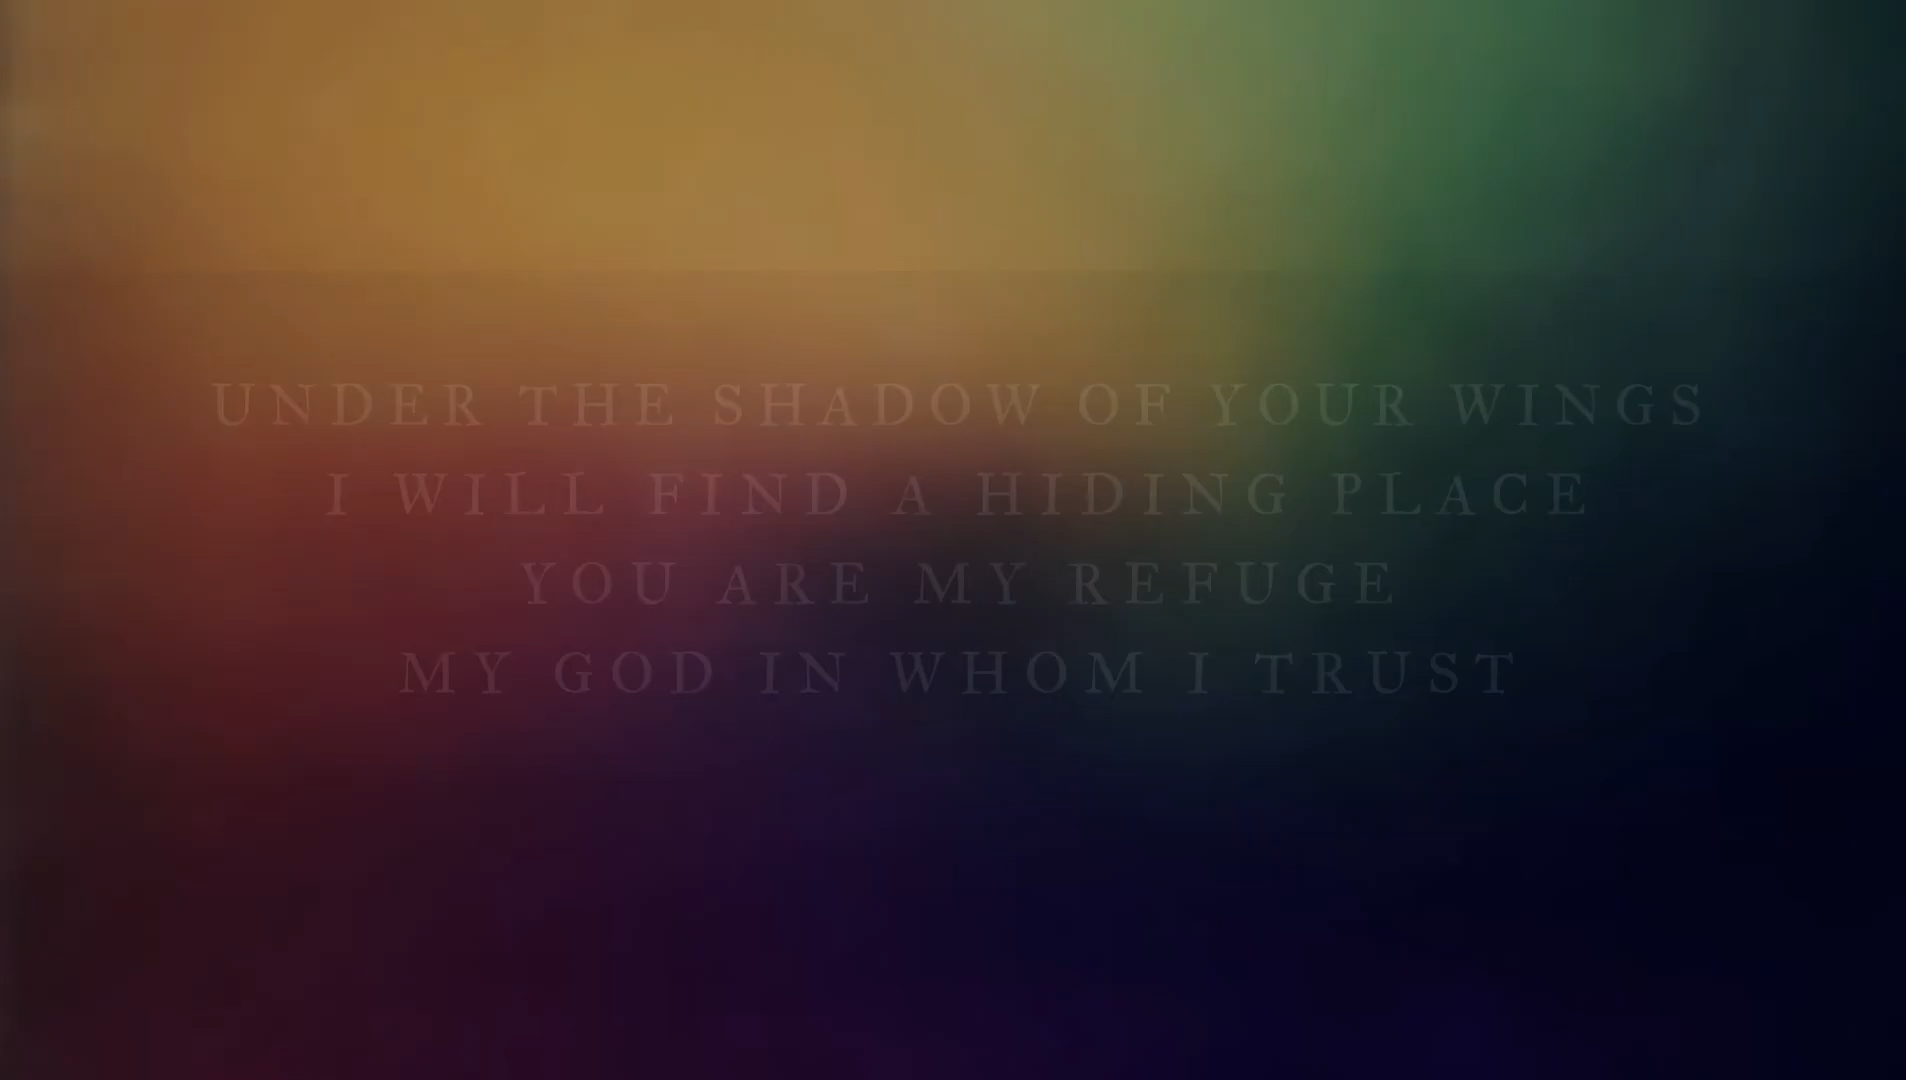 UNDER THE SHADOW OF YOUR WINGS
I WILL FIND A HIDING PLACE
YOU ARE MY REFUGE
MY GOD IN WHOM I TRUST